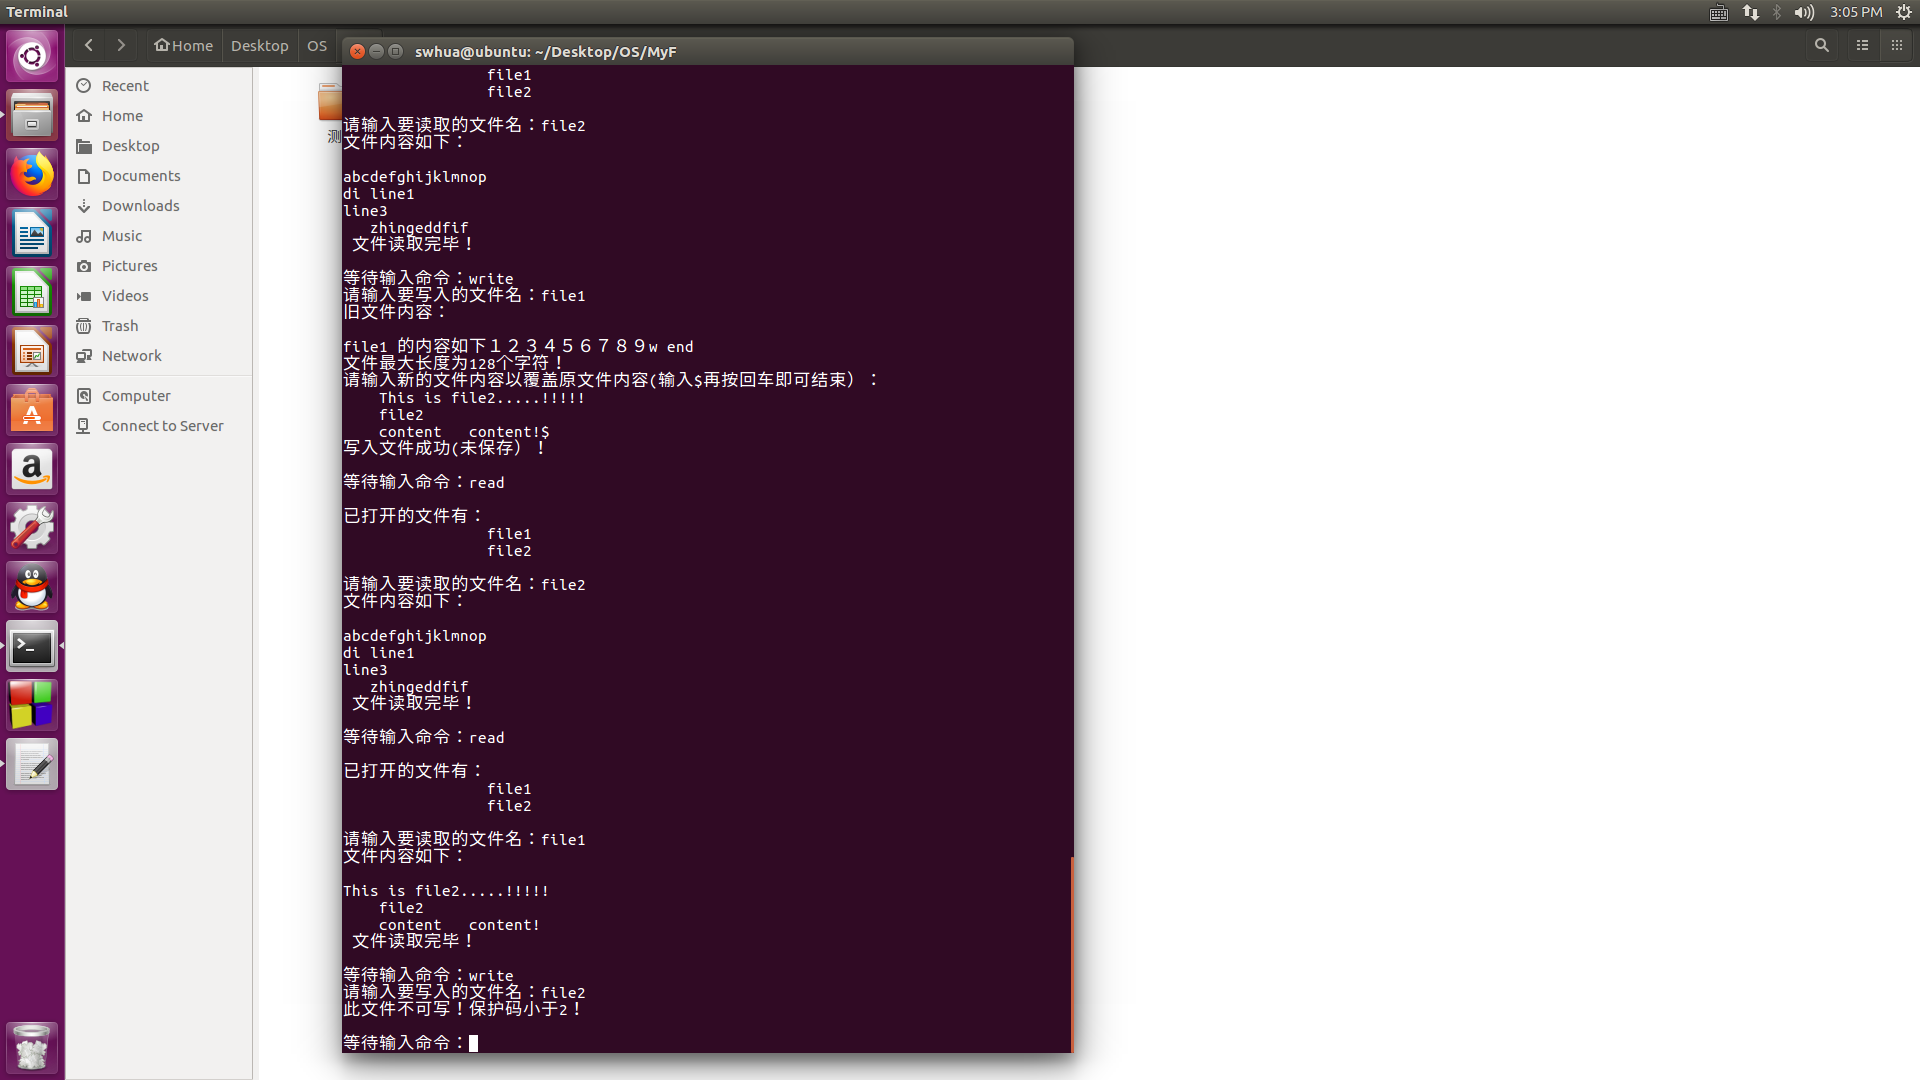 Terminal
3:05 PM
Home
Desktop
OS
swhua@ubuntu: ~/Desktop/OS/MyF
Recent
Home
Desktop
Documents
Downloads
Music
Pictures
Videos
Trash
Network
Computer
Connect to Server
测
file1
file2
请输入要读取的文件名：file2
文件内容如下：
abcdefghijklmnop
di line1
line3
zhingeddfif
文件读取完毕！
等待输入命令：write
请输入要写入的文件名：file1
旧文件内容：
file1 的内容如下１２３４５６７８９w end
文件最大长度为128个字符！
请输入新的文件内容以覆盖原文件内容(输入$再按回车即可结束）：
This is file2.....!!!!!
file2
content   content!$
写入文件成功(未保存）！
等待输入命令：read
已打开的文件有：
file1
file2
请输入要读取的文件名：file2
文件内容如下：
abcdefghijklmnop
di line1
line3
zhingeddfif
文件读取完毕！
等待输入命令：read
已打开的文件有：
file1
file2
请输入要读取的文件名：file1
文件内容如下：
This is file2.....!!!!!
file2
content   content!
文件读取完毕！
等待输入命令：write
请输入要写入的文件名：file2
此文件不可写！保护码小于2！
等待输入命令：